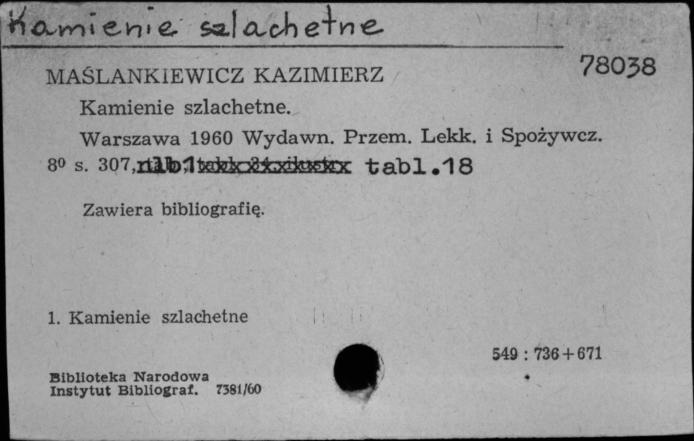 Kamienie szlachetne
78038
MAŚLANKIEWICZ KAZIMIERZ
Kamienie szlachetne.
Warszawa 1960 Wydawn. Przem. Lekk. i Spożywcz.
8⁰ s. 307, nlb1 tabl.18
Zawiera bibliografię.
1. Kamienie szlachetne
549 : 736 + 671
Biblioteka Narodowa
Instytut Bibliograf. 7381/60